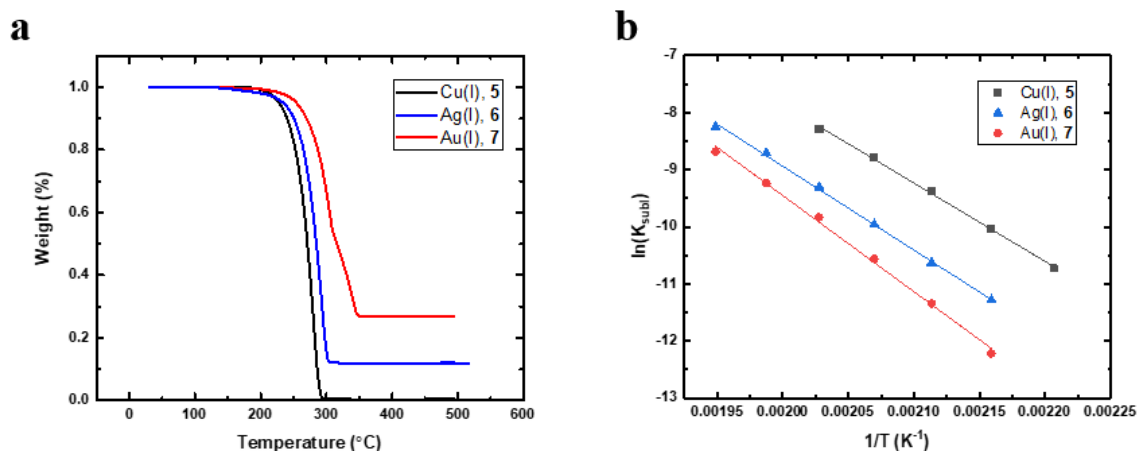 a
b
1.0
0.8
0.6
0.4
0.2
0.0
Weight (%)
0
100
200
300
400
500
600
Temperature (°C)
Cu(I), 5
Ag(I), 6
Au(I), 7
-7
-8
-9
-10
-11
-12
-13
ln(K_subl)
0.00195
0.00200
0.00205
0.00210
0.00215
0.00220
0.00225
1/T (K⁻¹)
Cu(I), 5
Ag(I), 6
Au(I), 7